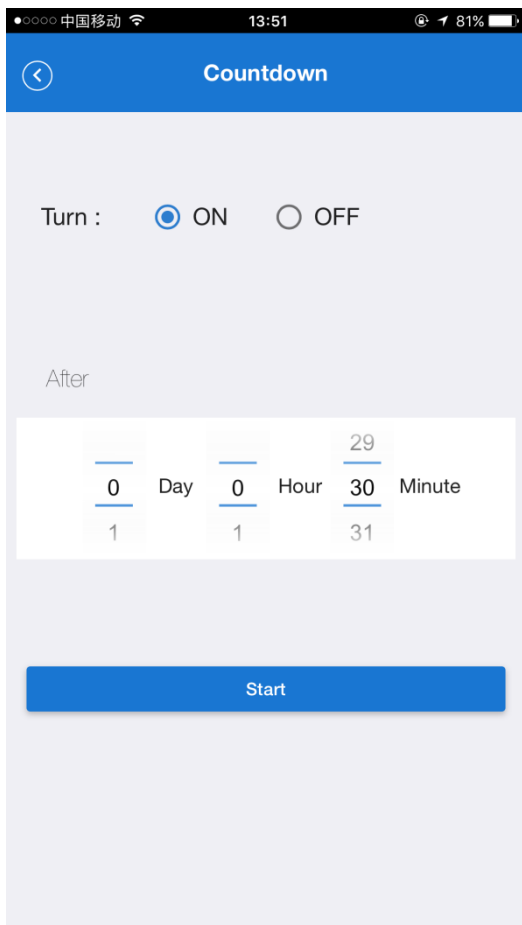 中国移动 13:51 81%
Countdown
Turn : ON OFF
After
29
0 Day 0 Hour 30 Minute
1 1 31
Start